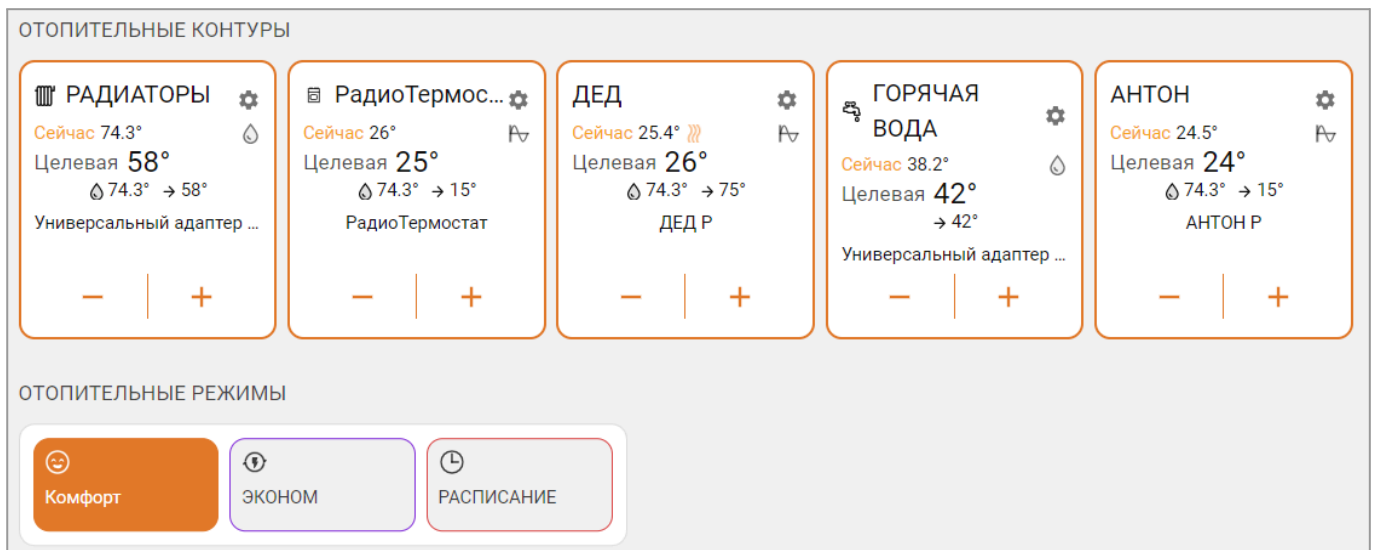 ОТОПИТЕЛЬНЫЕ КОНТУРЫ
РАДИАТОРЫ
Сейчас 74.3°
Целевая 58°
74.3° → 58°
Универсальный адаптер ...
РадиоТермос...
Сейчас 26°
Целевая 25°
74.3° → 15°
РадиоТермостат
ДЕД
Сейчас 25.4°
Целевая 26°
74.3° → 75°
ДЕД Р
ГОРЯЧАЯ
ВОДА
Сейчас 38.2°
Целевая 42°
→ 42°
Универсальный адаптер ...
АНТОН
Сейчас 24.5°
Целевая 24°
74.3° → 15°
АНТОН Р
ОТОПИТЕЛЬНЫЕ РЕЖИМЫ
Комфорт
ЭКОНОМ
РАСПИСАНИЕ